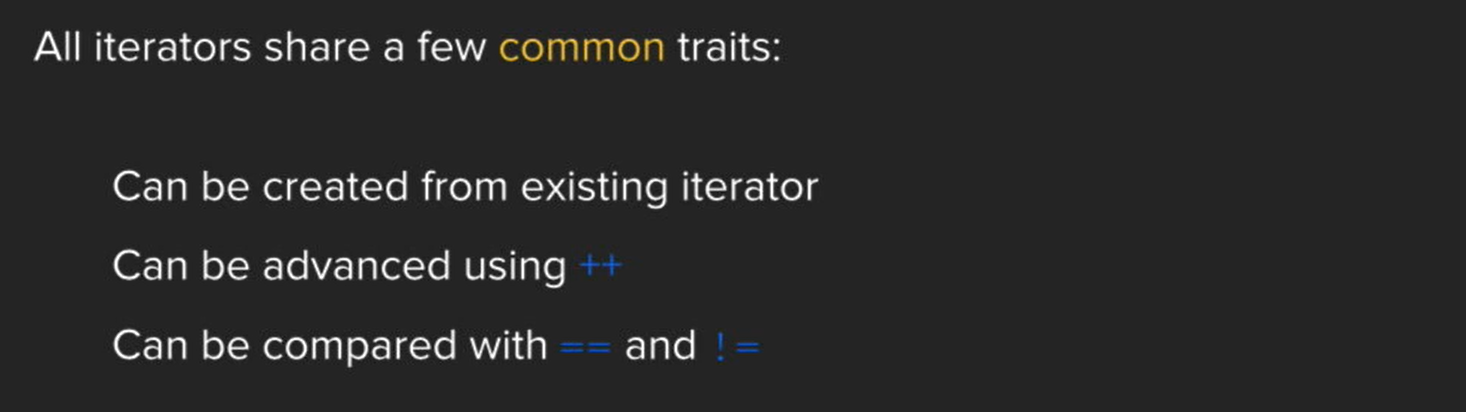 All iterators share a few common traits:
Can be created from existing iterator
Can be advanced using ++
Can be compared with == and !=